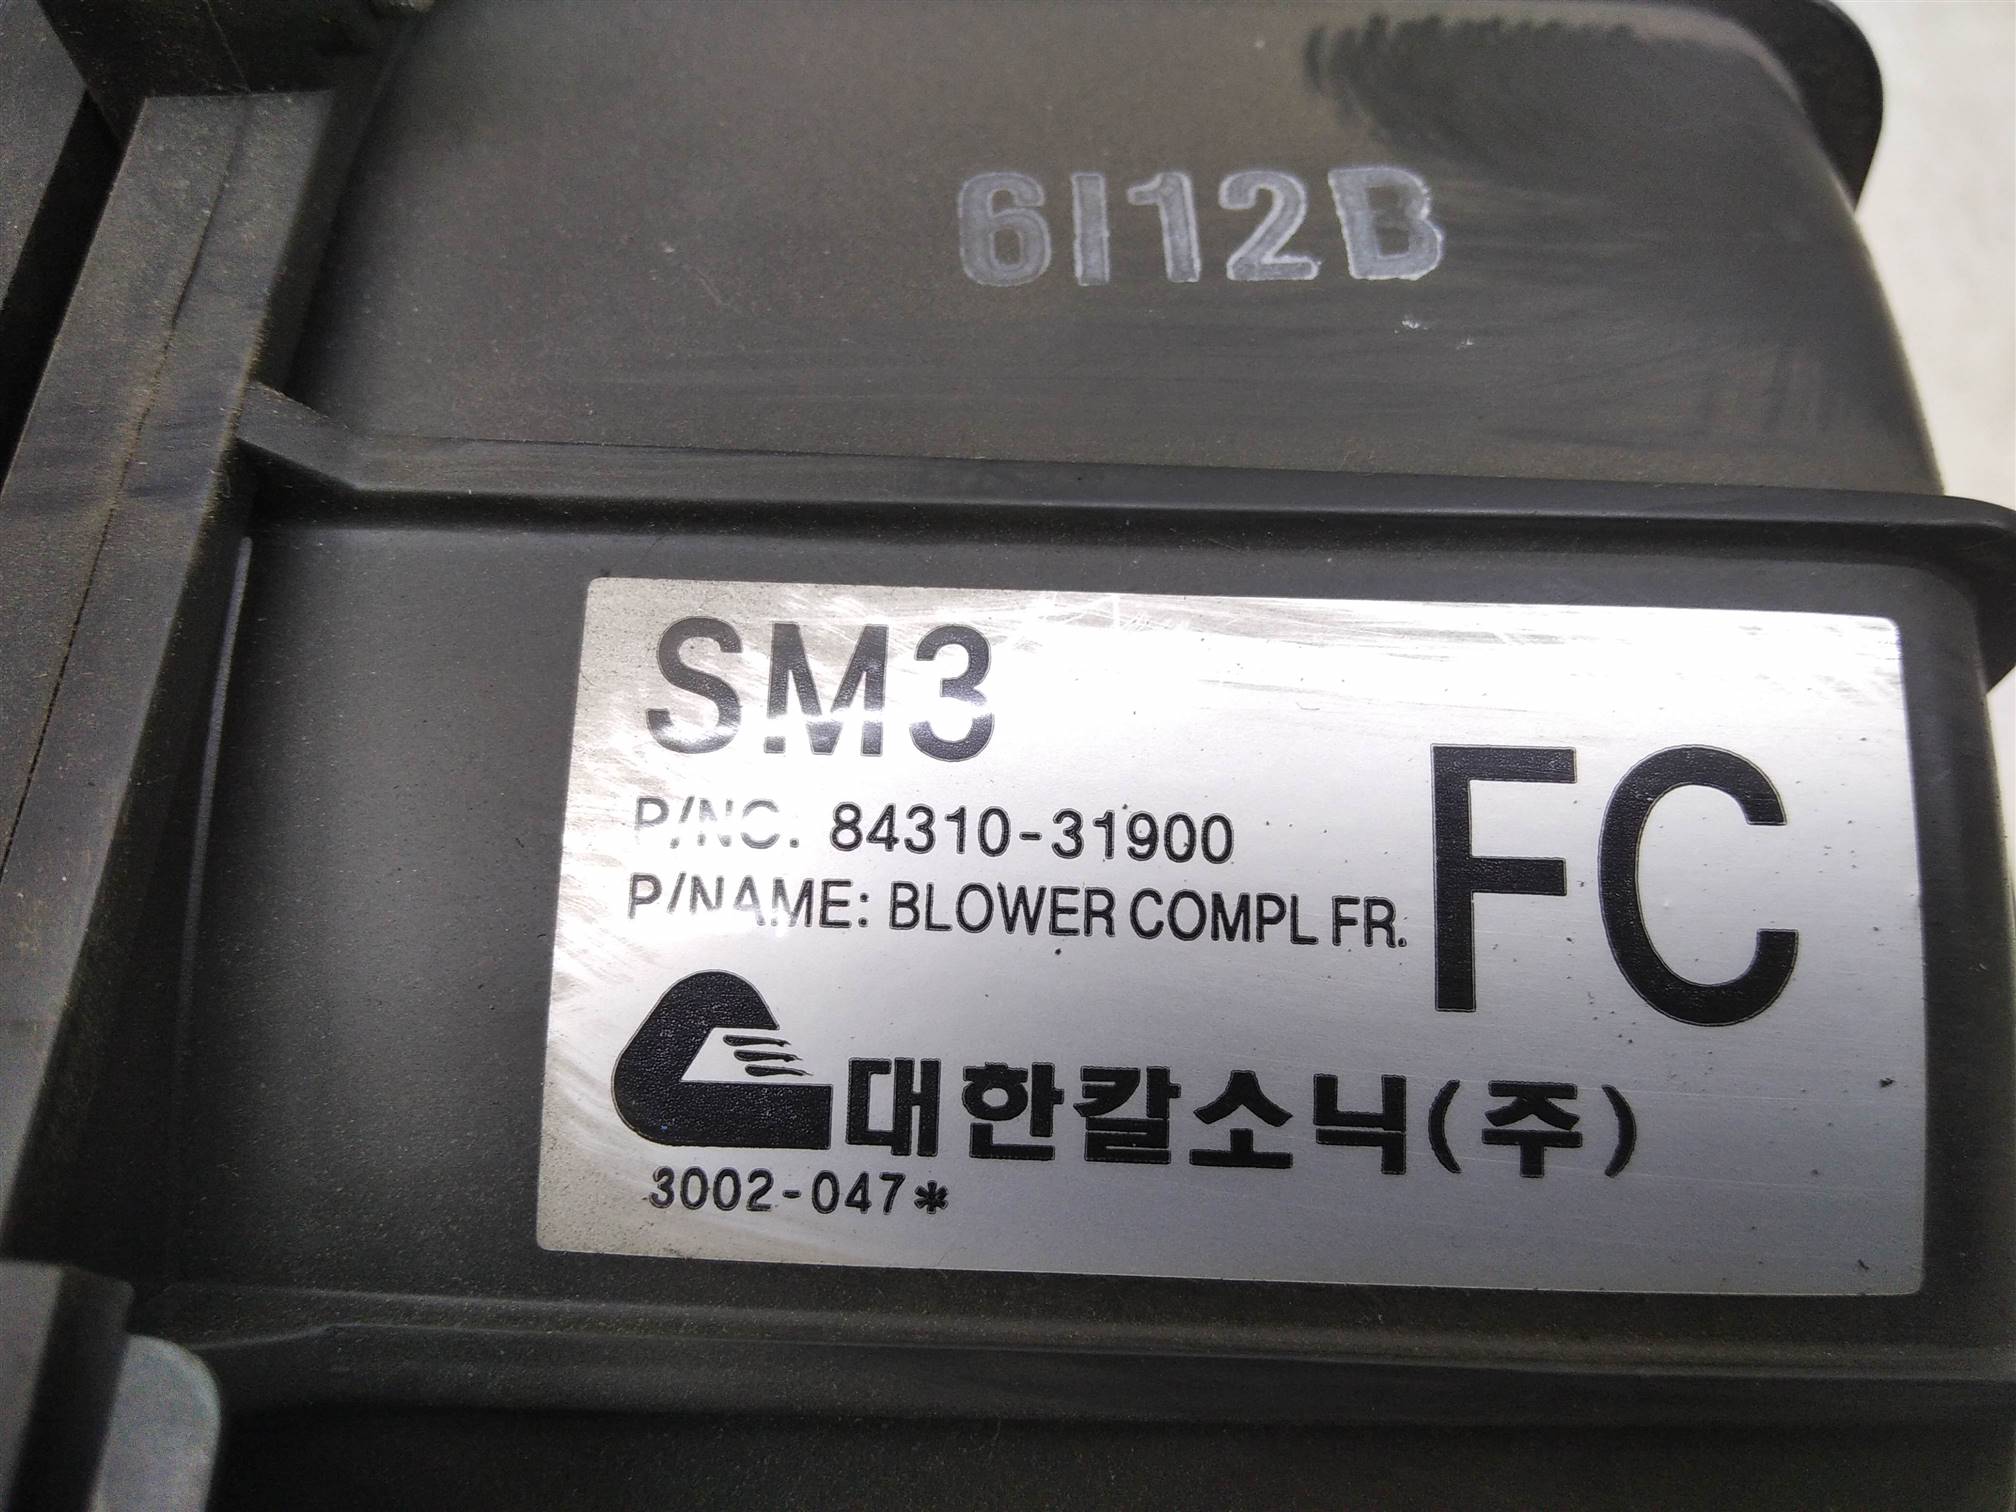 6I12B
SM3
P/NO. 84310-31900
P/NAME: BLOWER COMPL FR.
FC
대한칼소닉(주)
3002-047*